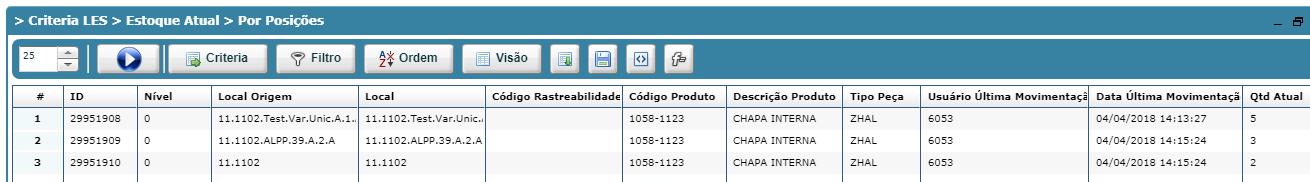 > Criteria LES > Estoque Atual > Por Posições
25 Criteria Filtro Ordem Visão
# ID Nível Local Origem Local Código Rastreabilidade Código Produto Descrição Produto Tipo Peça Usuário Última Movimentaçã Data Última Movimentaçã Qtd Atual
1 29951908 0 11.1102.Test.Var.Unic.A.1. 11.1102.Test.Var.Unic. 1058-1123 CHAPA INTERNA ZHAL 6053 04/04/2018 14:13:27 5
2 29951909 0 11.1102.ALPP.39.A.2.A 11.1102.ALPP.39.A.2.A 1058-1123 CHAPA INTERNA ZHAL 6053 04/04/2018 14:15:24 3
3 29951910 0 11.1102 11.1102 1058-1123 CHAPA INTERNA ZHAL 6053 04/04/2018 14:15:24 2